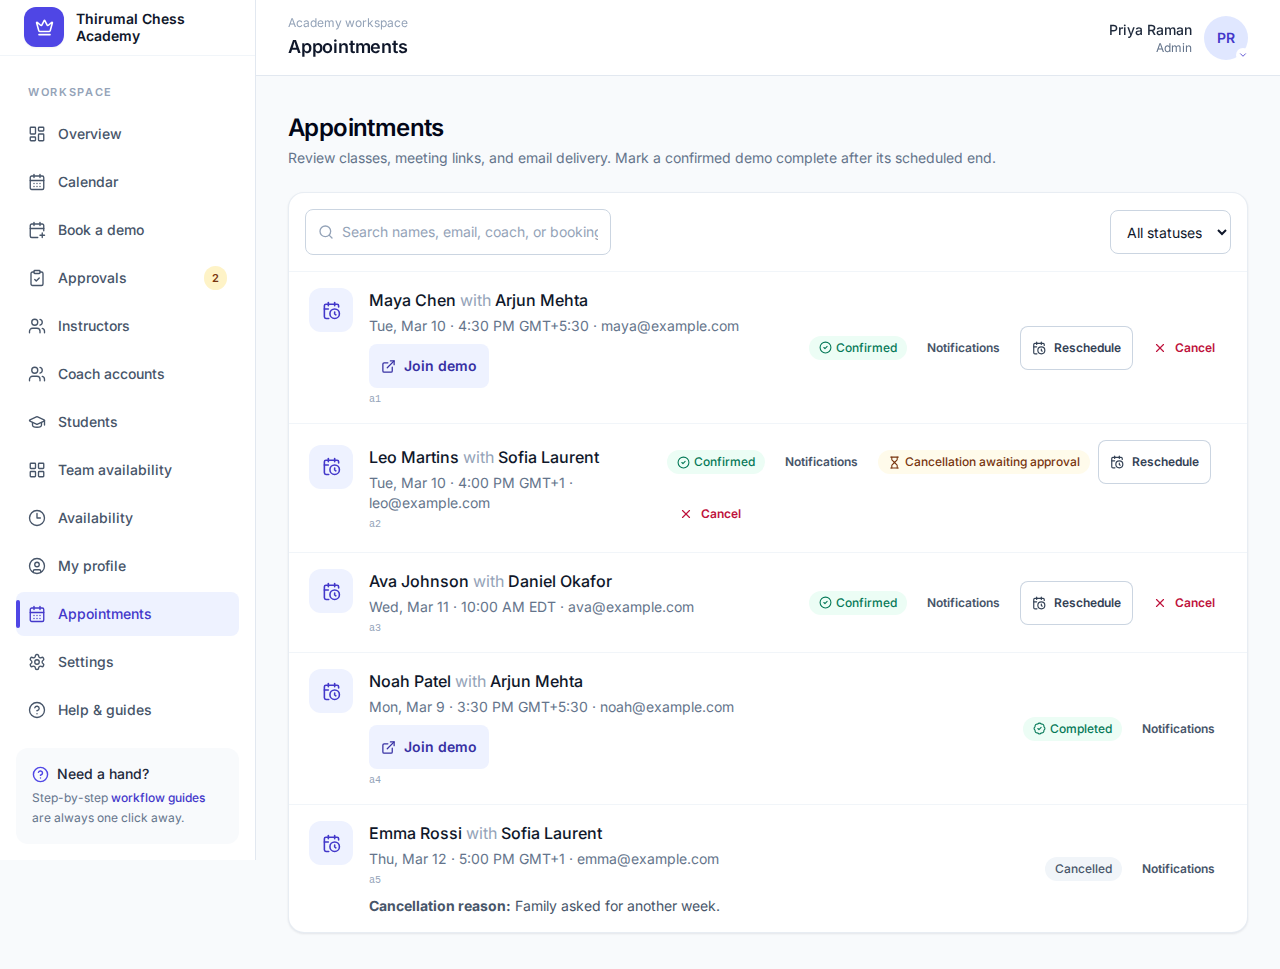 Thirumal Chess
Academy
WORKSPACE
Overview
Calendar
Book a demo
Approvals 2
Instructors
Coach accounts
Students
Team availability
Availability
My profile
Appointments
Settings
Help & guides
Need a hand?
Step-by-step workflow guides
are always one click away.
Academy workspace
Appointments
Priya Raman
Admin
PR
Appointments
Review classes, meeting links, and email delivery. Mark a confirmed demo complete after its scheduled end.
Search names, email, coach, or booking
All statuses
Maya Chen with Arjun Mehta
Tue, Mar 10 · 4:30 PM GMT+5:30 · maya@example.com
Join demo
a1
Confirmed Notifications Reschedule Cancel
Leo Martins with Sofia Laurent
Tue, Mar 10 · 4:00 PM GMT+1 ·
leo@example.com
a2
Confirmed Notifications Cancellation awaiting approval Reschedule
Cancel
Ava Johnson with Daniel Okafor
Wed, Mar 11 · 10:00 AM EDT · ava@example.com
a3
Confirmed Notifications Reschedule Cancel
Noah Patel with Arjun Mehta
Mon, Mar 9 · 3:30 PM GMT+5:30 · noah@example.com
Join demo
a4
Completed Notifications
Emma Rossi with Sofia Laurent
Thu, Mar 12 · 5:00 PM GMT+1 · emma@example.com
a5
Cancellation reason: Family asked for another week.
Cancelled Notifications